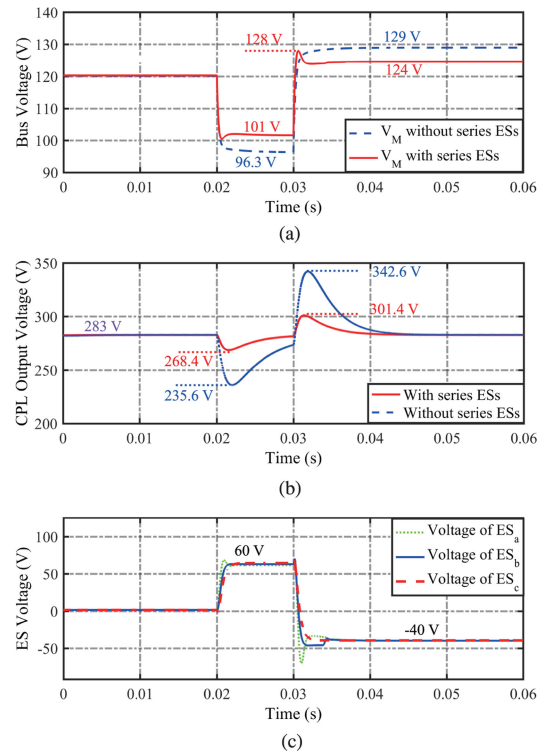 140
130
120
110
100
90
Bus Voltage (V)
128 V
129 V
124 V
101 V
96.3 V
V_M without series ESs
V_M with series ESs
0 0.01 0.02 0.03 0.04 0.05 0.06
Time (s)
(a)
350
300
250
200
CPL Output Voltage (V)
283 V
342.6 V
301.4 V
268.4 V
235.6 V
With series ESs
Without series ESs
0 0.01 0.02 0.03 0.04 0.05 0.06
Time (s)
(b)
100
50
0
-50
ES Voltage (V)
60 V
-40 V
Voltage of ES_a
Voltage of ES_b
Voltage of ES_c
0 0.01 0.02 0.03 0.04 0.05 0.06
Time (s)
(c)